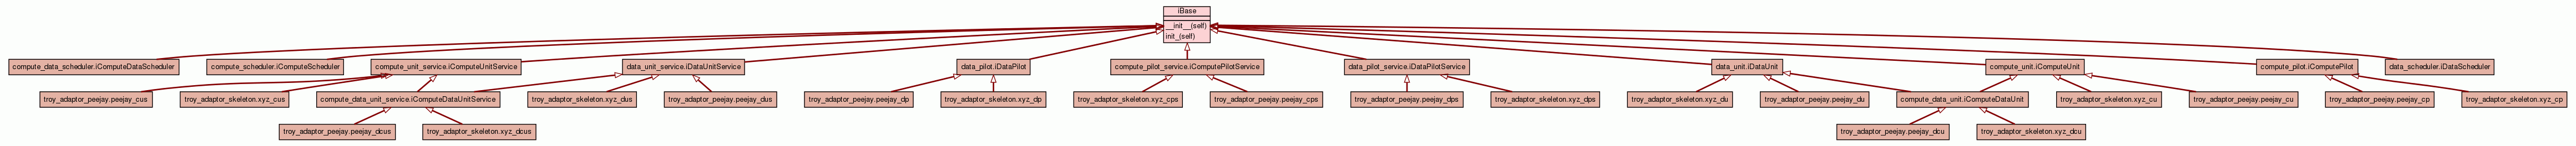 iBase
__init__(self)
init_(self)
compute_data_scheduler.iComputeDataScheduler
compute_scheduler.iComputeScheduler
compute_unit_service.iComputeUnitService
data_unit_service.iDataUnitService
data_pilot.iDataPilot
compute_pilot_service.iComputePilotService
data_pilot_service.iDataPilotService
data_unit.iDataUnit
compute_unit.iComputeUnit
compute_pilot.iComputePilot
data_scheduler.iDataScheduler
troy_adaptor_peejay.peejay_cus
troy_adaptor_skeleton.xyz_cus
compute_data_unit_service.iComputeDataUnitService
troy_adaptor_skeleton.xyz_dus
troy_adaptor_peejay.peejay_dus
troy_adaptor_peejay.peejay_dp
troy_adaptor_skeleton.xyz_dp
troy_adaptor_skeleton.xyz_cps
troy_adaptor_peejay.peejay_cps
troy_adaptor_peejay.peejay_dps
troy_adaptor_skeleton.xyz_dps
troy_adaptor_skeleton.xyz_du
troy_adaptor_peejay.peejay_du
compute_data_unit.iComputeDataUnit
troy_adaptor_skeleton.xyz_cu
troy_adaptor_peejay.peejay_cu
troy_adaptor_peejay.peejay_cp
troy_adaptor_skeleton.xyz_cp
troy_adaptor_peejay.peejay_dcus
troy_adaptor_skeleton.xyz_dcus
troy_adaptor_peejay.peejay_dcu
troy_adaptor_skeleton.xyz_dcu